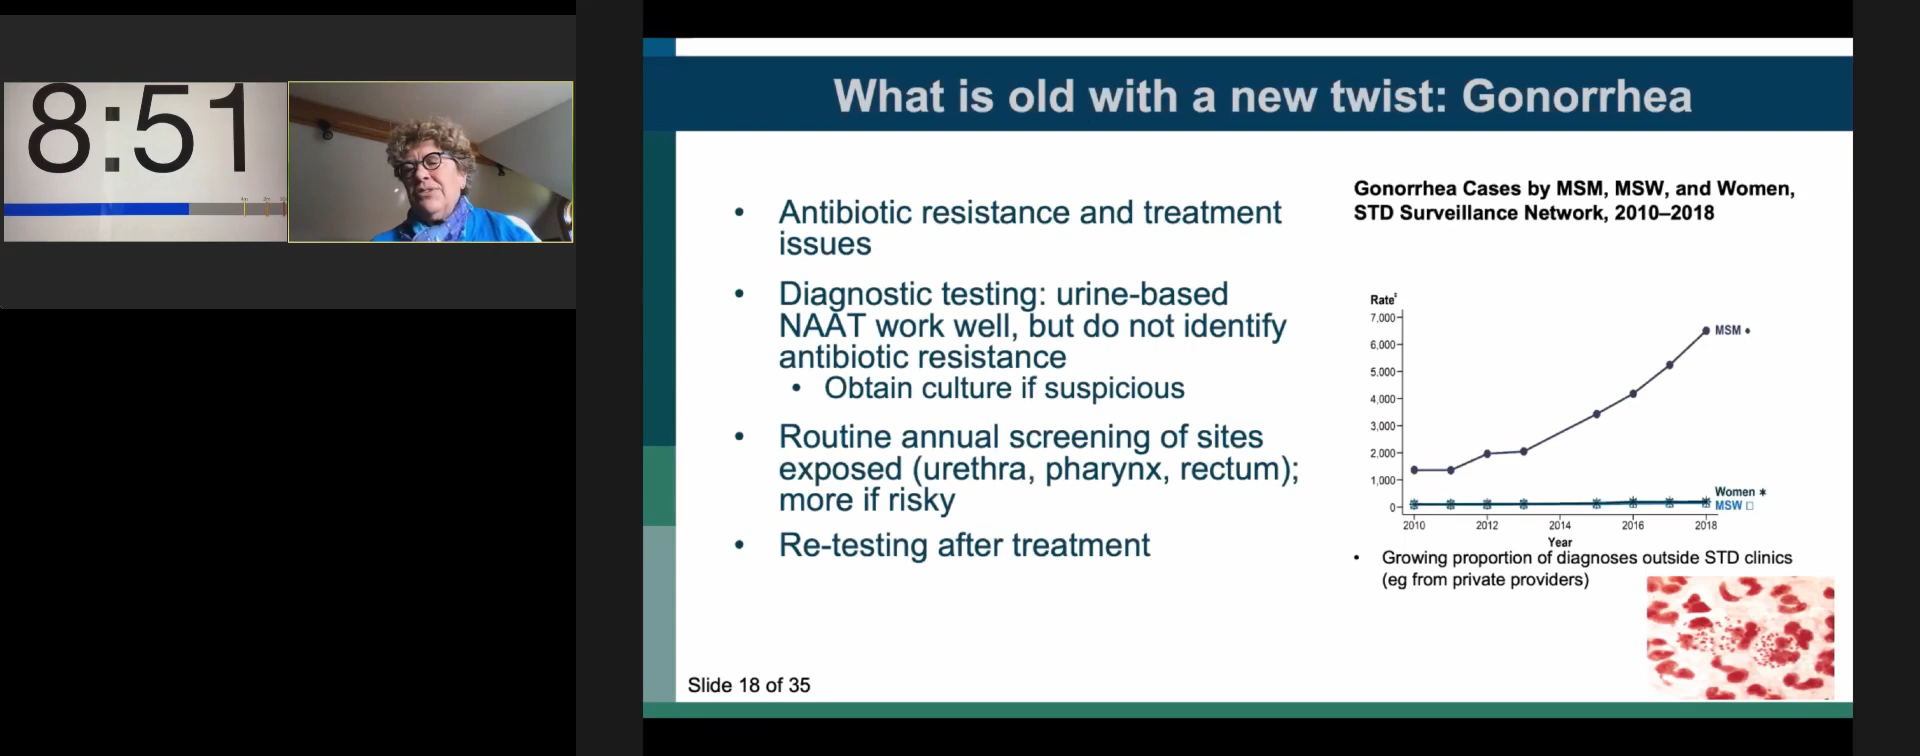 8:51
What is old with a new twist: Gonorrhea
• Antibiotic resistance and treatment
issues
• Diagnostic testing: urine-based
NAAT work well, but do not identify
antibiotic resistance
• Obtain culture if suspicious
• Routine annual screening of sites
exposed (urethra, pharynx, rectum);
more if risky
• Re-testing after treatment
Slide 18 of 35
Gonorrhea Cases by MSM, MSW, and Women,
STD Surveillance Network, 2010–2018
Rate
7,000
6,000
5,000
4,000
3,000
2,000
1,000
0
MSM
Women
MSW
2010 2012 2014 2016 2018
Year
• Growing proportion of diagnoses outside STD clinics
(eg from private providers)